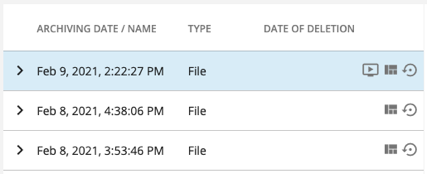 ARCHIVING DATE / NAME TYPE DATE OF DELETION
Feb 9, 2021, 2:22:27 PM File
Feb 8, 2021, 4:38:06 PM File
Feb 8, 2021, 3:53:46 PM File